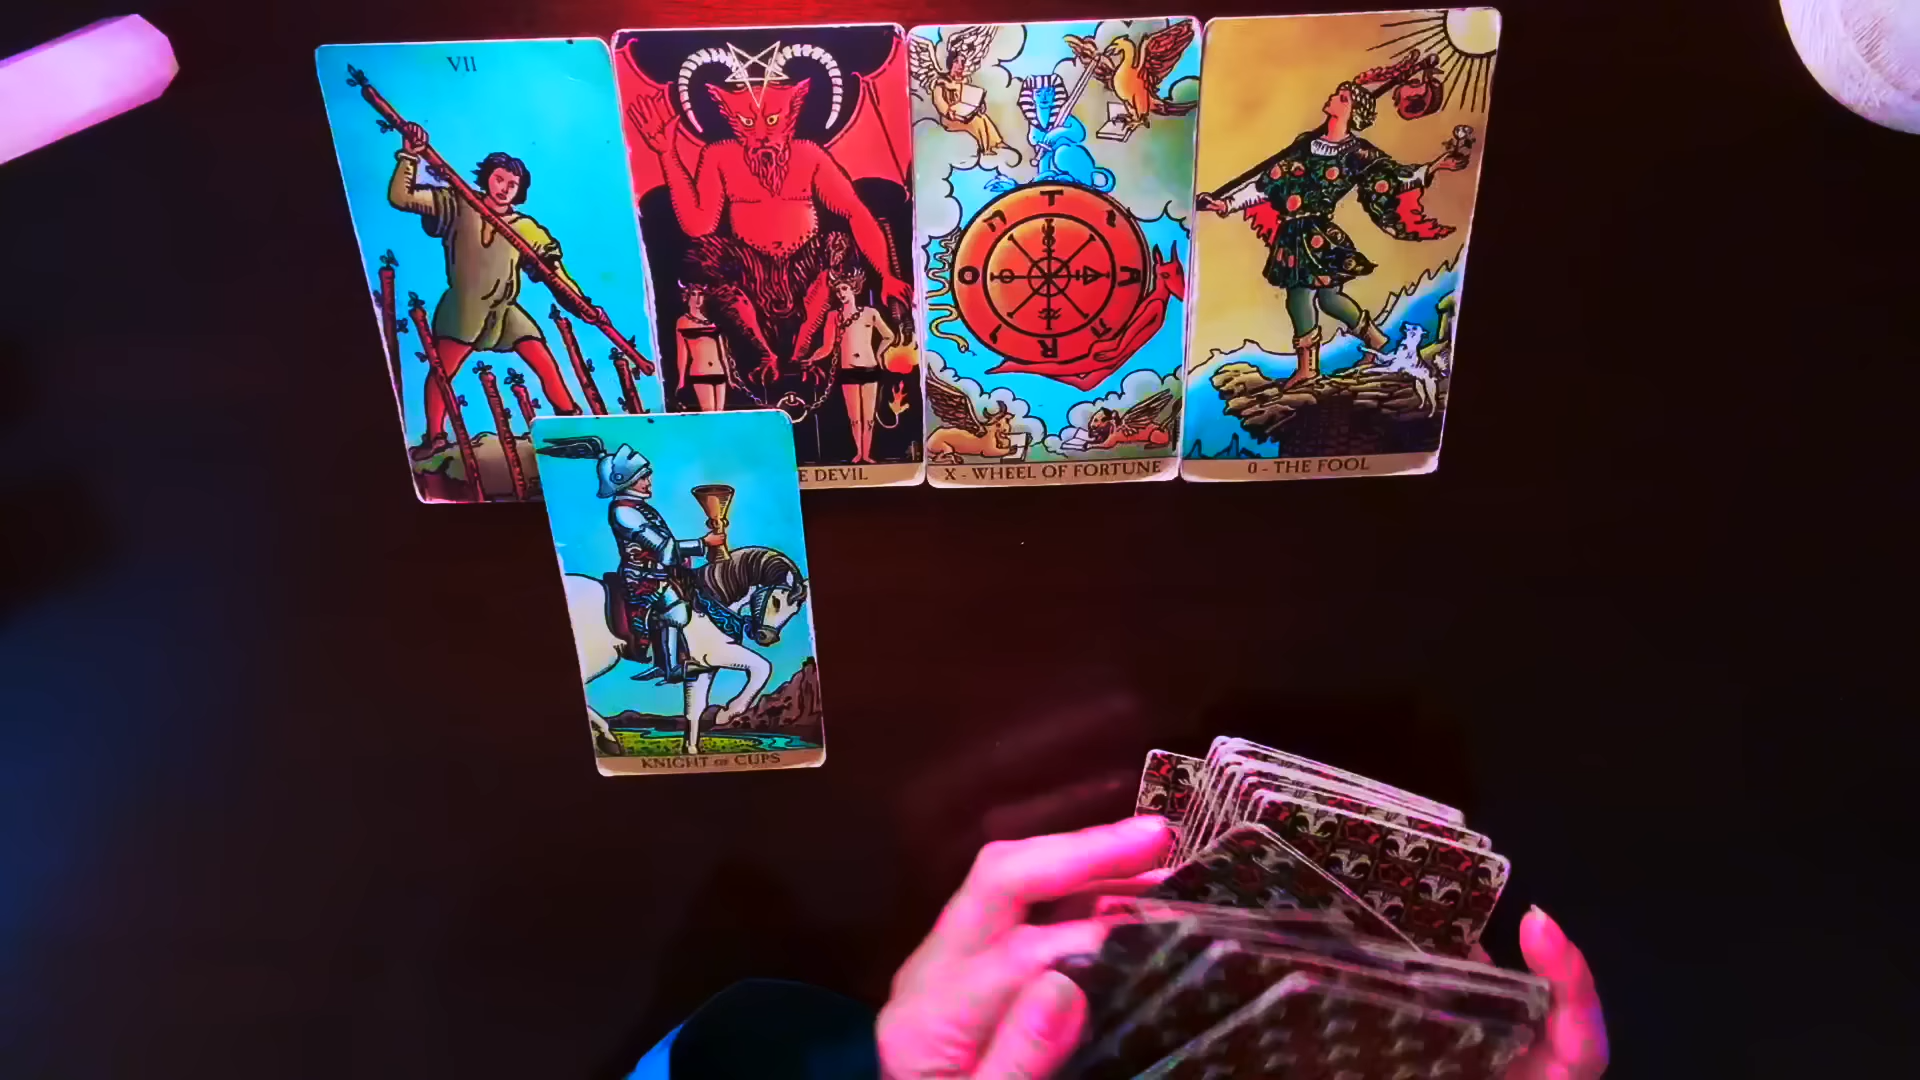 VII
E DEVIL
X - WHEEL OF FORTUNE
0 - THE FOOL
T
A
R
O
KNIGHT OF CUPS